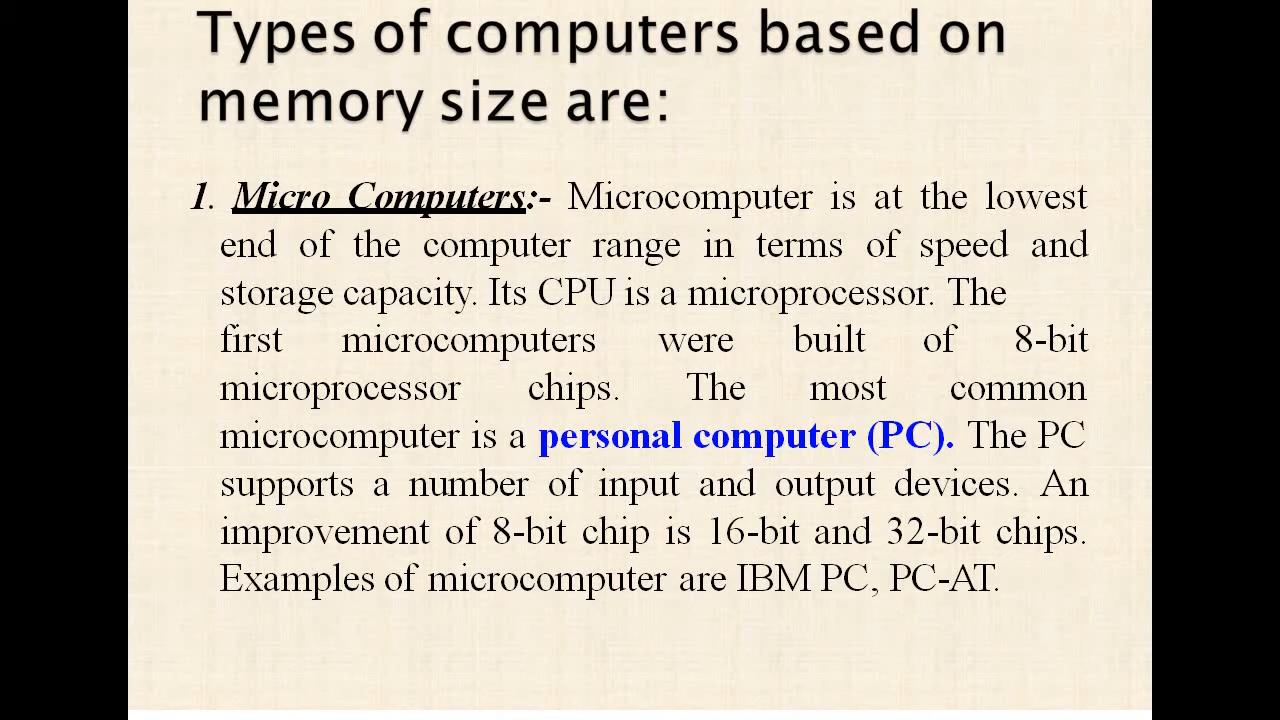 Types of computers based on
memory size are:
1. Micro Computers:- Microcomputer is at the lowest
end of the computer range in terms of speed and
storage capacity. Its CPU is a microprocessor. The
first microcomputers were built of 8-bit
microprocessor chips. The most common
microcomputer is a personal computer (PC). The PC
supports a number of input and output devices. An
improvement of 8-bit chip is 16-bit and 32-bit chips.
Examples of microcomputer are IBM PC, PC-AT.